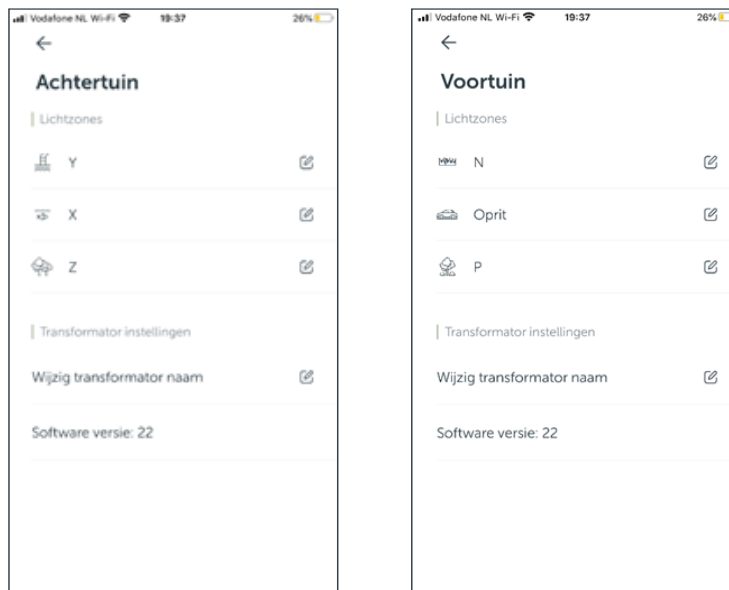 Vodafone NL Wi-Fi 19:37 26%
Achtertuin
Lichtzones
Y
X
Z
Transformator instellingen
Wijzig transformator naam
Software versie: 22
Vodafone NL Wi-Fi 19:37 26%
Voortuin
Lichtzones
N
Oprit
P
Transformator instellingen
Wijzig transformator naam
Software versie: 22